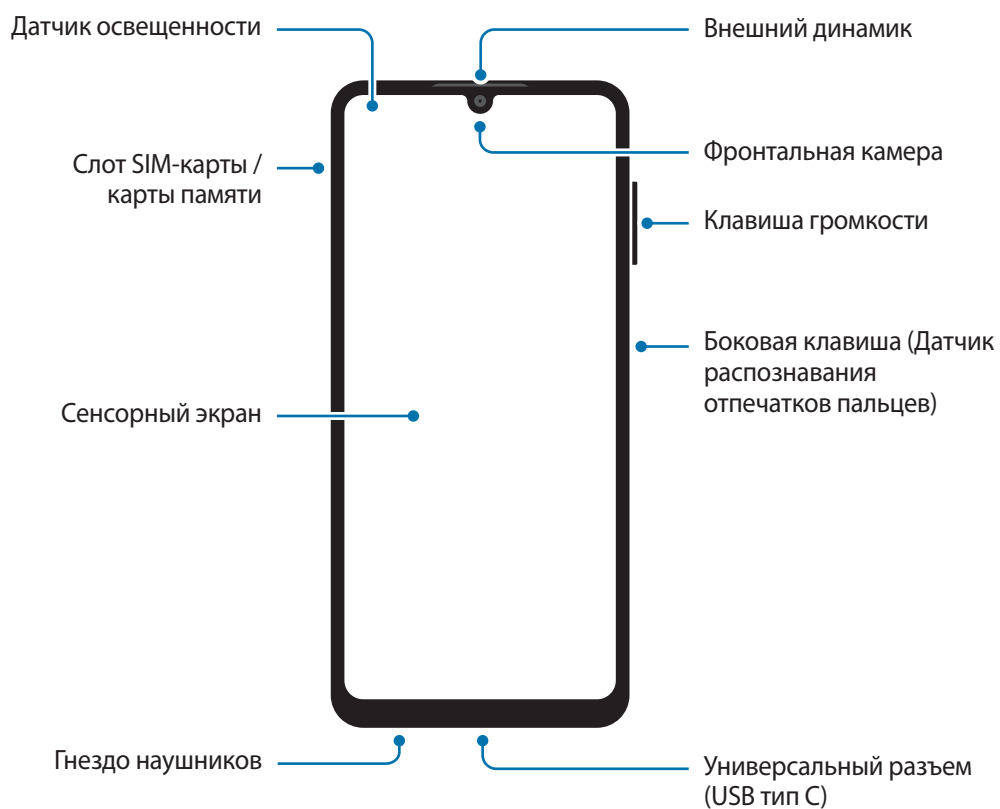 Датчик освещенности
Внешний динамик
Фронтальная камера
Слот SIM-карты /
карты памяти
Клавиша громкости
Боковая клавиша (Датчик
распознавания
отпечатков пальцев)
Сенсорный экран
Гнездо наушников
Универсальный разъем
(USB тип C)